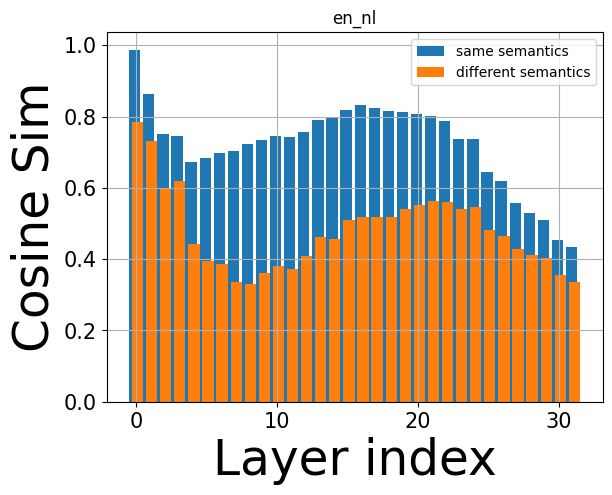 en_nl
same semantics
different semantics
Cosine Sim
1.0
0.8
0.6
0.4
0.2
0.0
0 10 20 30
Layer index